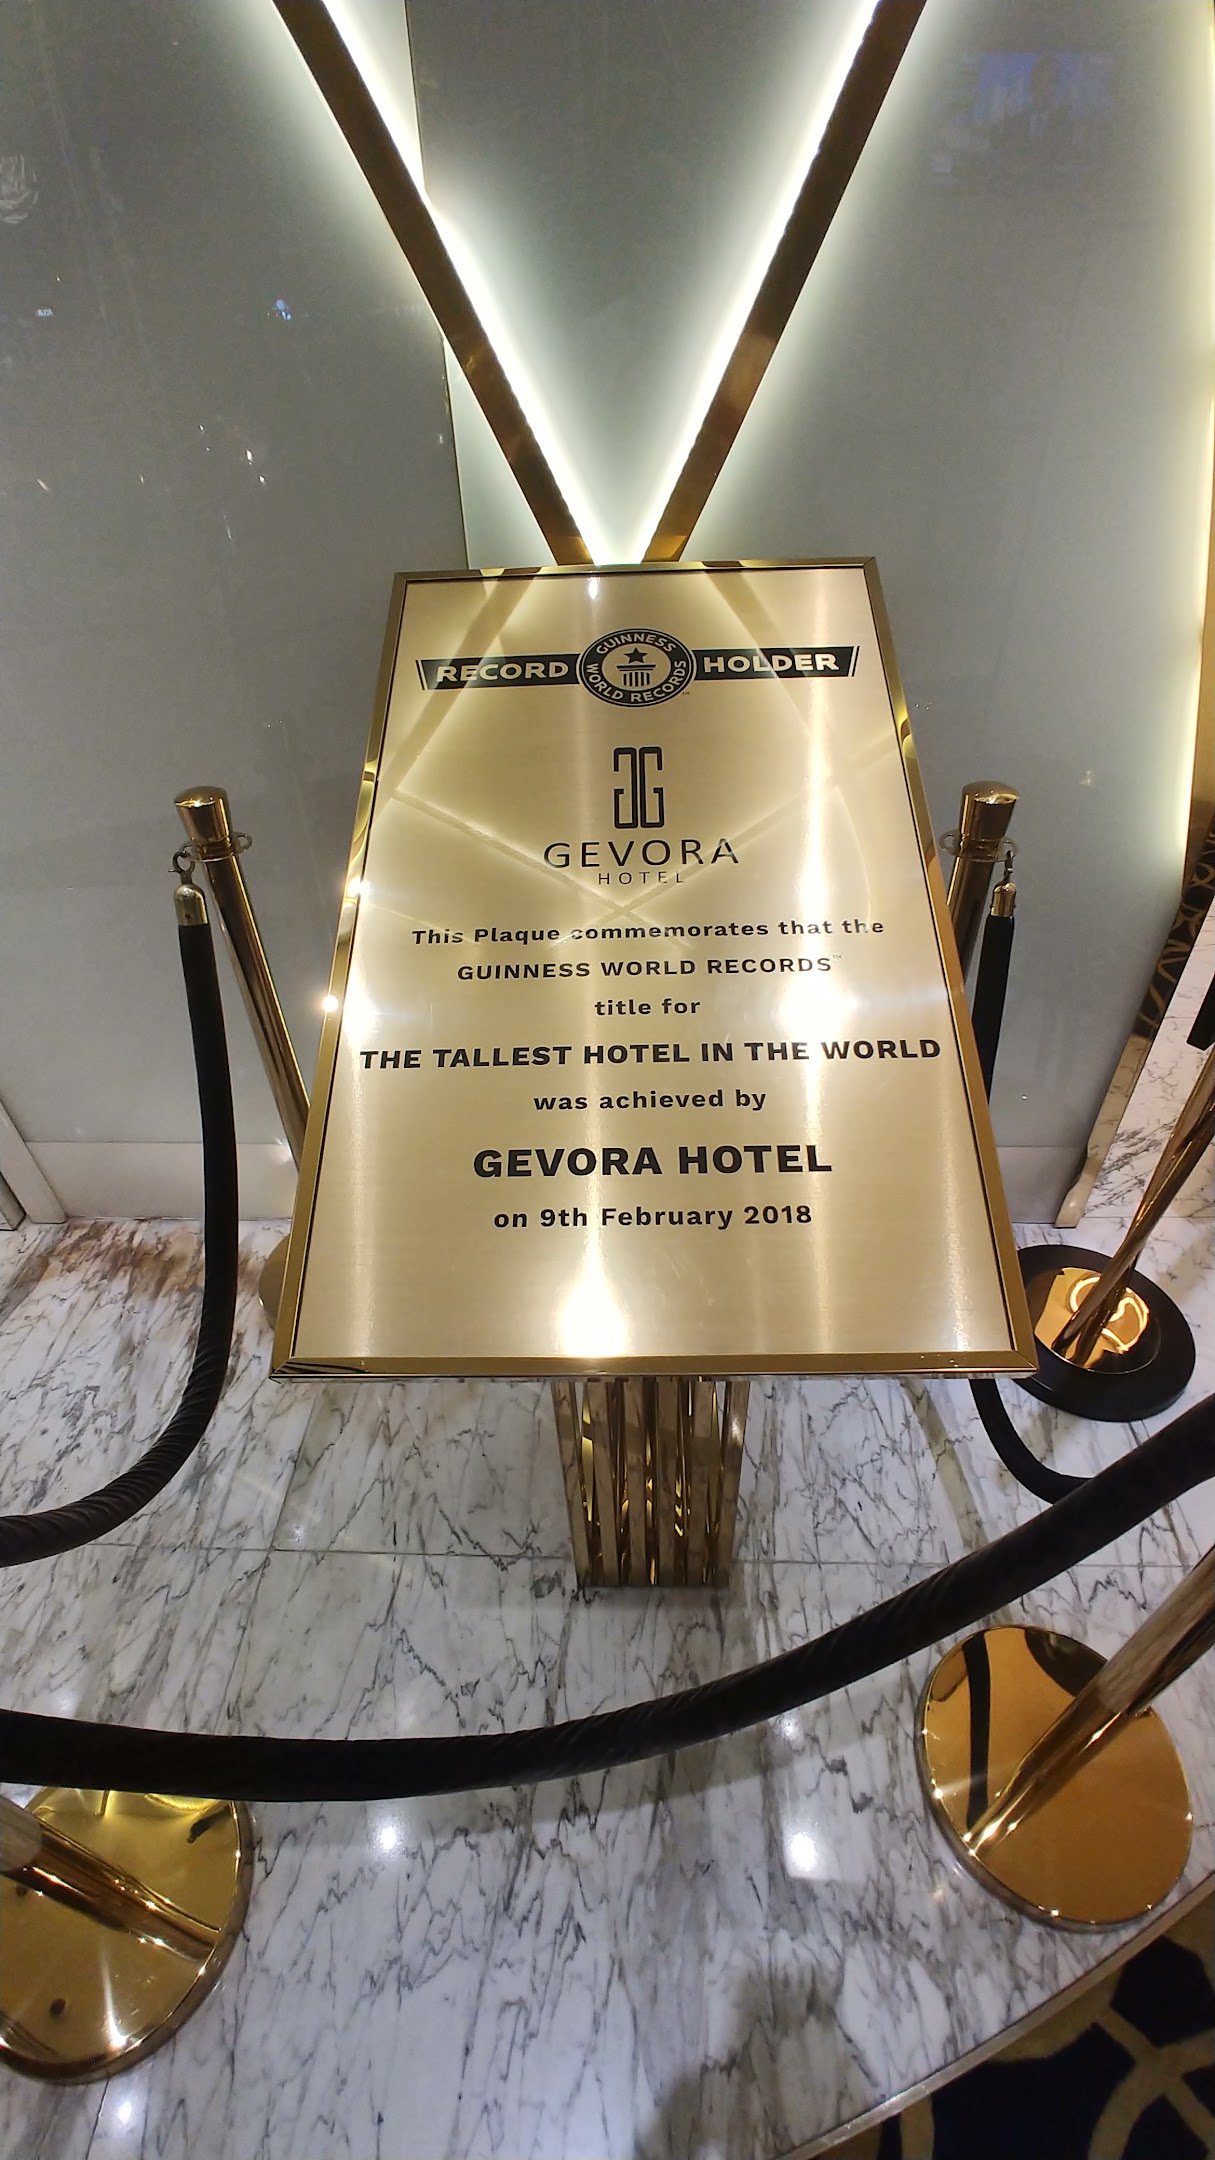 RECORD GUINNESS WORLD RECORDS™ HOLDER
GEVORA
HOTEL
This Plaque commemorates that the
GUINNESS WORLD RECORDS™
title for
THE TALLEST HOTEL IN THE WORLD
was achieved by
GEVORA HOTEL
on 9th February 2018